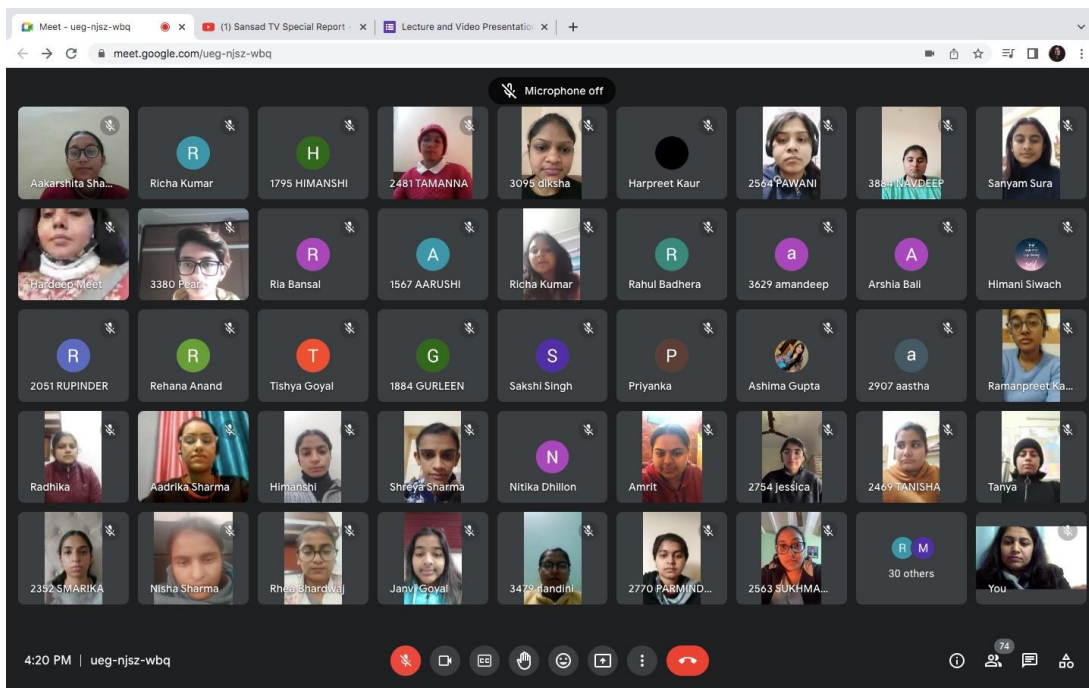 Meet - ueg-njsz-wbq
(1) Sansad TV Special Report -
Lecture and Video Presentatio
meet.google.com/ueg-njsz-wbq
Microphone off
Aakarshita Sha...
R
Richa Kumar
H
1795 HIMANSHI
2481 TAMANNA
3095 diksha
Harpreet Kaur
2564 PAWANI
3884 NAVDEEP
Sanyam Sura
Hardeep Meet
3380 Pearl
R
Ria Bansal
A
1567 AARUSHI
Richa Kumar
R
Rahul Badhera
a
3629 amandeep
A
Arshia Bali
Himani Siwach
R
2051 RUPINDER
R
Rehana Anand
T
Tishya Goyal
G
1884 GURLEEN
S
Sakshi Singh
P
Priyanka
Ashima Gupta
a
2907 aastha
Ramanpreet Ka...
Radhika
Aadrika Sharma
Himanshi
Shreya Sharma
N
Nitika Dhillon
Amrit
2754 jessica
2469 TANISHA
Tanya
2352 SMARIKA
Nisha Sharma
Rhea Bhardwaj
Janvi Goyal
3479 nandini
2770 PARMIND...
2563 SUKHMA...
R M
30 others
You
4:20 PM | ueg-njsz-wbq
CC
74